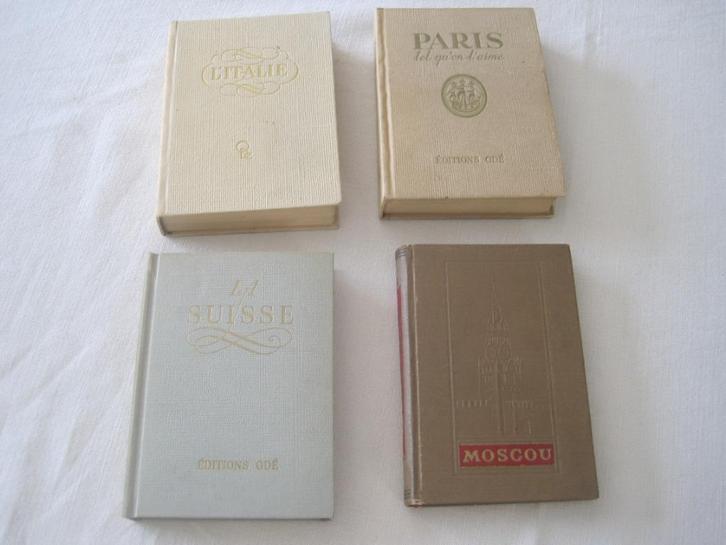 L'ITALIE
PARIS
tel qu'on l'aime
ÉDITIONS ODÉ
LA
SUISSE
ÉDITIONS ODÉ
MOSCOU